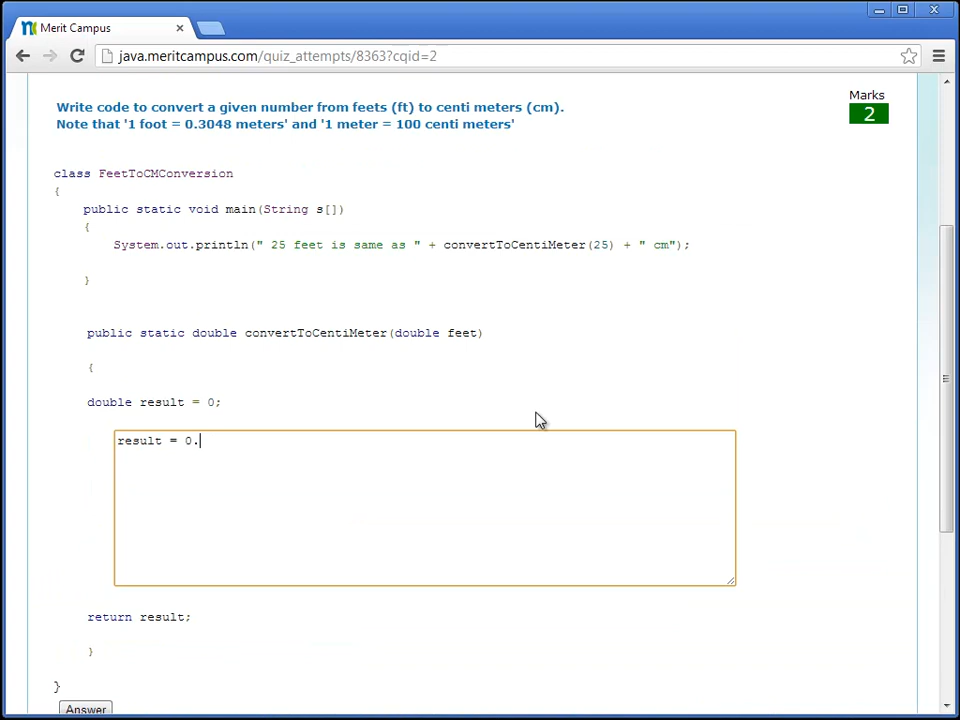 Merit Campus
java.meritcampus.com/quiz_attempts/8363?cqid=2
Marks
2
Write code to convert a given number from feets (ft) to centi meters (cm).
Note that '1 foot = 0.3048 meters' and '1 meter = 100 centi meters'
class FeetToCMConversion
{
public static void main(String s[])
{
System.out.println(" 25 feet is same as " + convertToCentiMeter(25) + " cm");
}
public static double convertToCentiMeter(double feet)
{
double result = 0;
result = 0.
return result;
}
}
Answer